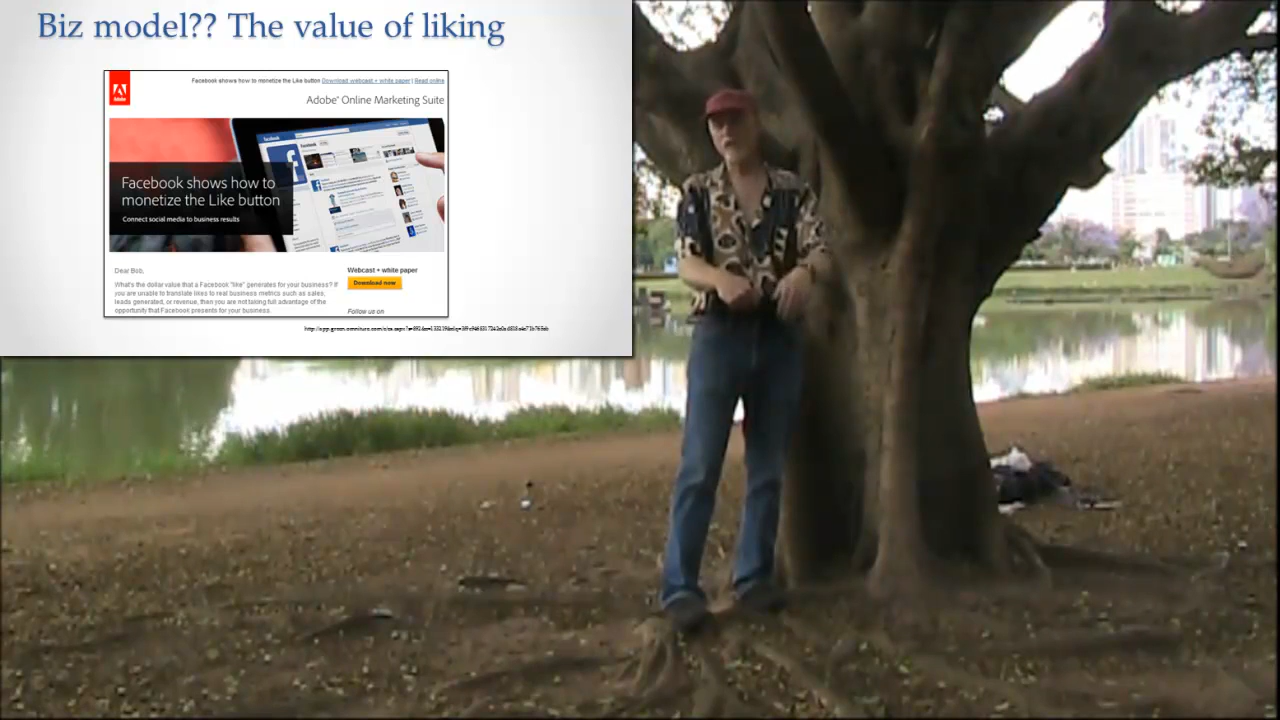 Biz model?? The value of liking
Facebook shows how to monetize the Like button Download webcast + white paper | Read online
Adobe
Adobe® Online Marketing Suite
facebook
Facebook shows how to
monetize the Like button
Connect social media to business results
Dear Bob,
What's the dollar value that a Facebook "like" generates for your business? If
you are unable to translate likes to real business metrics such as sales,
leads generated, or revenue, then you are not taking full advantage of the
opportunity that Facebook presents for your business.
Webcast + white paper
Download now
Follow us on